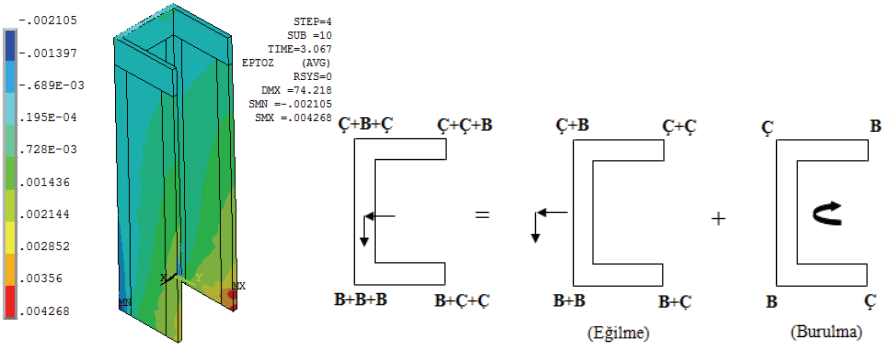 -.002105
-.001397
-.689E-03
.195E-04
.728E-03
.001436
.002144
.002852
.00356
.004268
STEP=4
SUB =10
TIME=3.067
EPTOZ (AVG)
RSYS=0
DMX =74.218
SMN =-.002105
SMX =.004268
X
Y
MN
MX
Ç+B+Ç Ç+Ç+B
B+B+B B+Ç+Ç
=
Ç+B Ç+Ç
B+B B+Ç
(Eğilme)
+
Ç B
B Ç
(Burulma)